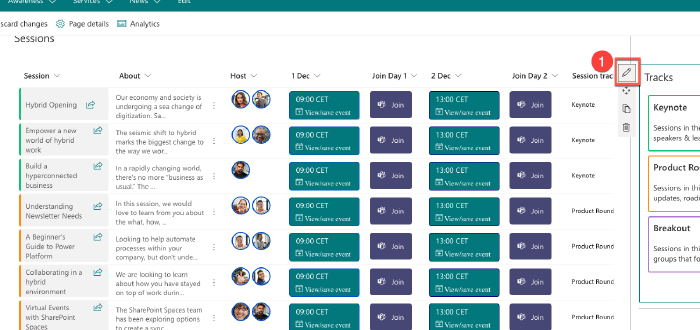 Awareness Services News Edit
scard changes Page details Analytics
Sessions
1
Session About Host 1 Dec Join Day 1 2 Dec Join Day 2 Session trac
Hybrid Opening
Our economy and society is
undergoing a sea change of
digitization. Sa...
09:00 CET
View/save event
Join
13:00 CET
View/save event
Join
Keynote
Empower a new
world of hybrid
work
The seismic shift to hybrid
marks the biggest change to
the way we wor...
09:00 CET
View/save event
Join
13:00 CET
View/save event
Join
Keynote
Build a
hyperconnected
business
In a rapidly changing world,
there's no more "business as
usual." The ...
09:00 CET
View/save event
Join
13:00 CET
View/save event
Join
Keynote
Understanding
Newsletter Needs
In this session, we would
love to learn from you about
the what, how, ...
09:00 CET
View/save event
Join
13:00 CET
View/save event
Join
Product Round
A Beginner's
Guide to Power
Platform
Looking to help automate
processes within your
company, but don't unde...
09:00 CET
View/save event
Join
13:00 CET
View/save event
Join
Product Round
Collaborating in a
hybrid
environment
We are looking to learn
about how you have stayed
on top of work durin...
09:00 CET
View/save event
Join
13:00 CET
View/save event
Join
Product Round
Virtual Events
with SharePoint
Spaces
The SharePoint Spaces team
has been exploring options
to create a sync...
09:00 CET
View/save event
Join
13:00 CET
View/save event
Join
Product Round
Tracks
Keynote
Sessions in the
speakers & lea
Product Rou
Sessions in thi
updates, roadr
Breakout
Sessions in thi
groups that fo